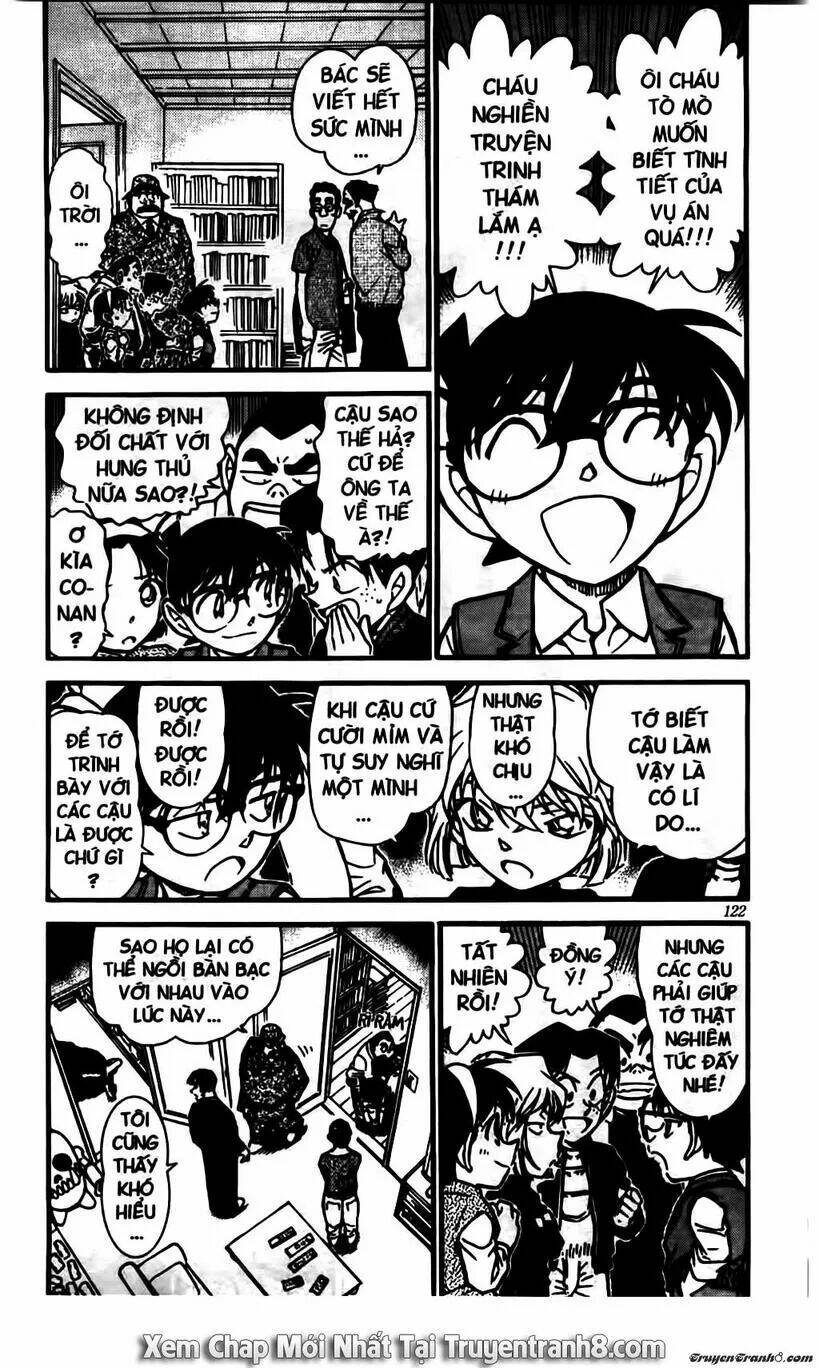 ÔI CHÁU
TÒ MÒ
MUỐN
BIẾT TÌNH
TIẾT CỦA
VỤ ÁN
QUÁ!!!
CHÁU
NGHIỀN
TRUYỆN
TRINH
THÁM
LẮM Ạ
!!!
BÁC SẼ
VIẾT HẾT
SỨC MÌNH
...
ÔI
TRỜI
...
CẬU SAO
THẾ HẢ?
CỨ ĐỂ
ÔNG TA
VỀ THẾ
À?!
KHÔNG ĐỊNH
ĐỐI CHẤT VỚI
HUNG THỦ
NỮA SAO?!
Ơ
KÌA
CO-
NAN
?
TỚ BIẾT
CẬU LÀM
VẬY LÀ
CÓ LÍ
DO...
NHƯNG
THẬT
KHÓ
CHỊU
...
KHI CẬU CỨ
CƯỜI MỈM VÀ
TỰ SUY NGHĨ
MỘT MÌNH
...
ĐƯỢC
RỒI!
ĐƯỢC
RỒI!
ĐỂ TỚ
TRÌNH
BÀY VỚI
CÁC CẬU
LÀ ĐƯỢC
CHỨ GÌ
?
122
NHƯNG
CÁC CẬU
PHẢI GIÚP
TỚ THẬT
NGHIÊM
TÚC ĐẤY
NHÉ!
ĐỒNG
Ý!
TẤT
NHIÊN
RỒI!
RÌ RẦM
SAO HỌ LẠI CÓ
THỂ NGỒI BÀN BẠC
VỚI NHAU VÀO
LÚC NÀY...
TÔI
CŨNG
THẤY
KHÓ
HIỂU
...
Xem Chap Mới Nhất Tại Truyentranh8.com
TruyenTranh8.com